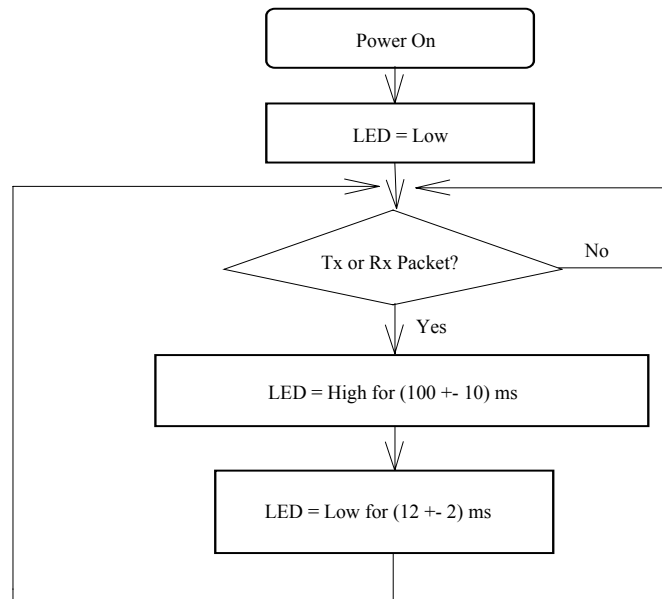 Power On
LED = Low
Tx or Rx Packet?
No
Yes
LED = High for (100 +- 10) ms
LED = Low for (12 +- 2) ms